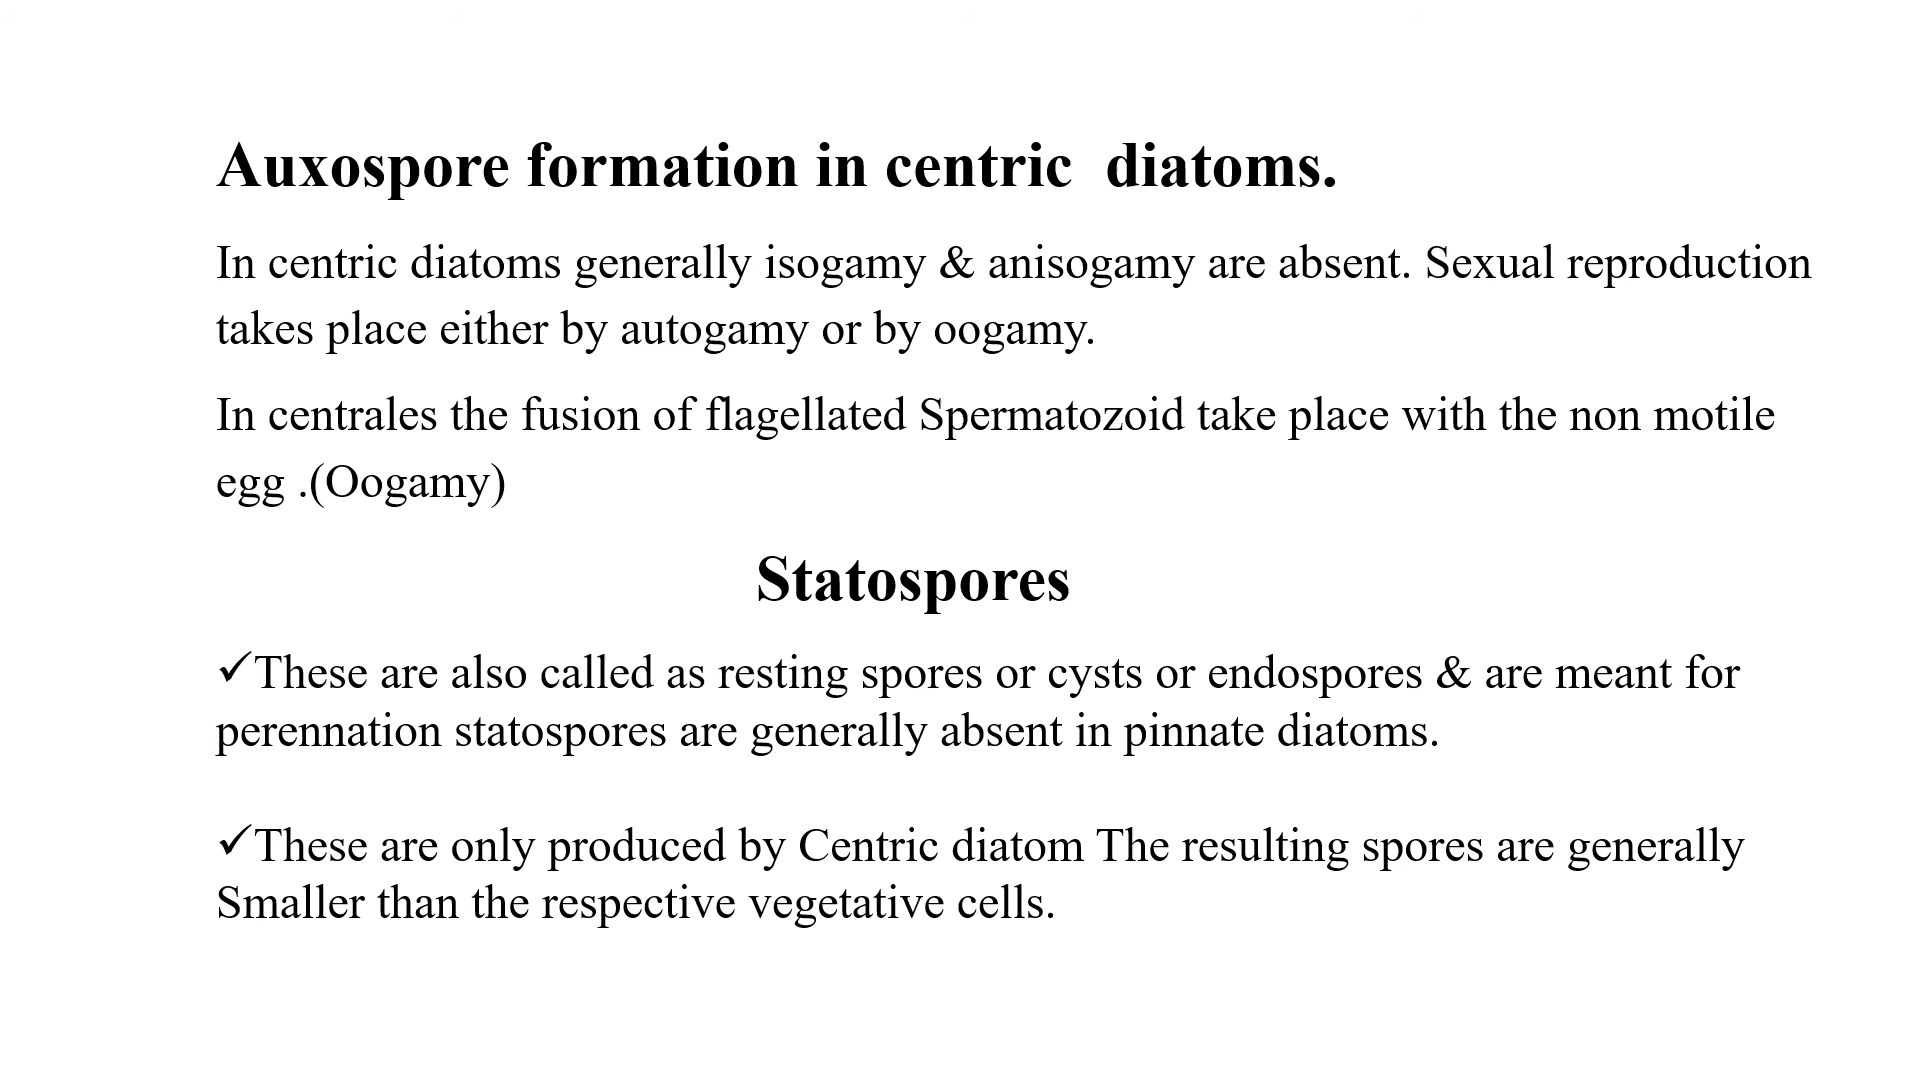 Auxospore formation in centric  diatoms.
In centric diatoms generally isogamy & anisogamy are absent. Sexual reproduction
takes place either by autogamy or by oogamy.
In centrales the fusion of flagellated Spermatozoid take place with the non motile
egg .(Oogamy)
Statospores
✓These are also called as resting spores or cysts or endospores & are meant for
perennation statospores are generally absent in pinnate diatoms.
✓These are only produced by Centric diatom The resulting spores are generally
Smaller than the respective vegetative cells.